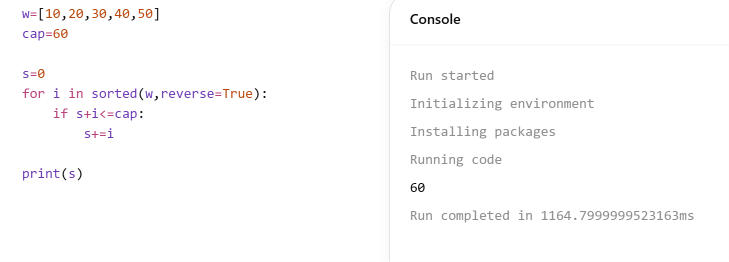 w=[10,20,30,40,50]
cap=60
s=0
for i in sorted(w,reverse=True):
    if s+i<=cap:
        s+=i
print(s)
Console
Run started
Initializing environment
Installing packages
Running code
60
Run completed in 1164.7999999523163ms